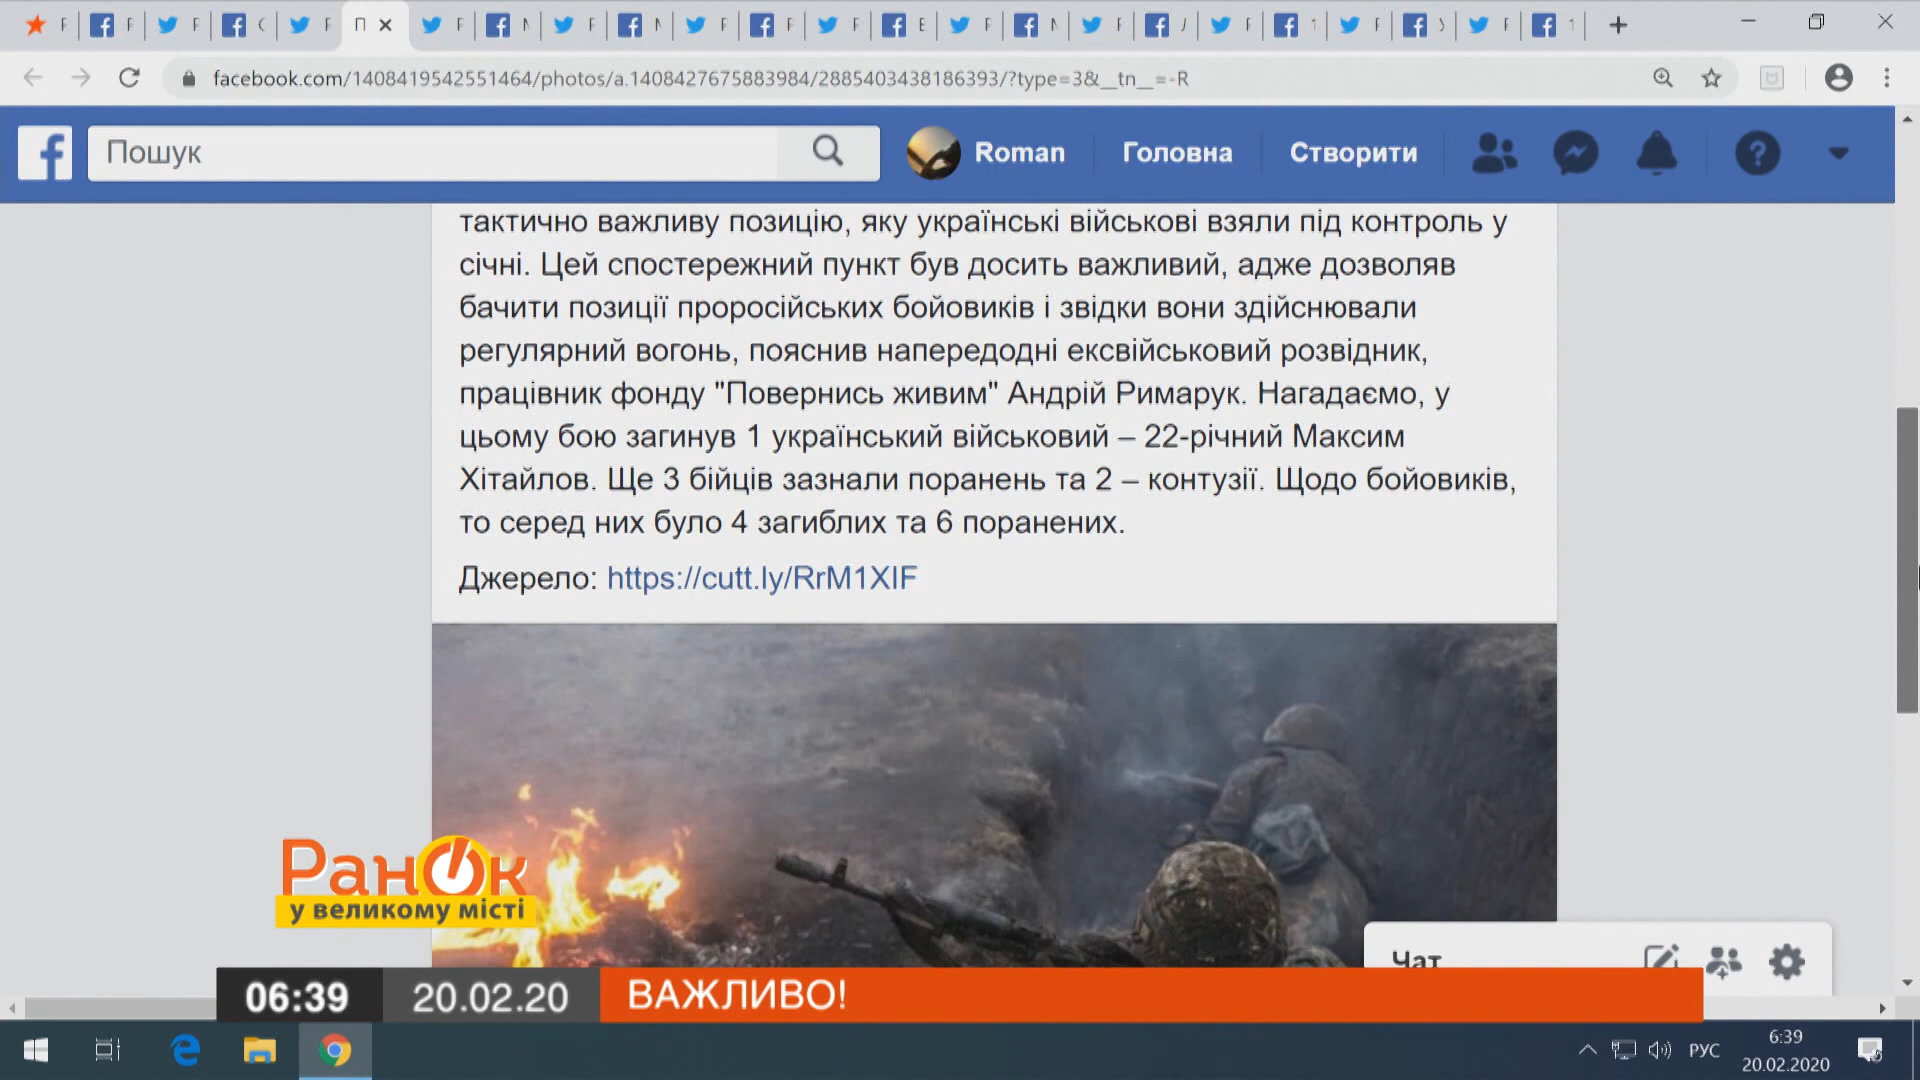 facebook.com/1408419542551464/photos/a.1408427675883984/2885403438186393/?type=3&__tn__=-R
Пошук
Roman
Головна
Створити
тактично важливу позицію, яку українські військові взяли під контроль у
січні. Цей спостережний пункт був досить важливий, адже дозволяв
бачити позиції проросійських бойовиків і звідки вони здійснювали
регулярний вогонь, пояснив напередодні ексвійськовий розвідник,
працівник фонду "Повернись живим" Андрій Римарук. Нагадаємо, у
цьому бою загинув 1 український військовий – 22-річний Максим
Хітайлов. Ще 3 бійців зазнали поранень та 2 – контузії. Щодо бойовиків,
то серед них було 4 загиблих та 6 поранених.
Джерело: https://cutt.ly/RrM1XIF
Ранок
у великому місті
Чат
06:39
20.02.20
ВАЖЛИВО!
РУС
6:39
20.02.2020